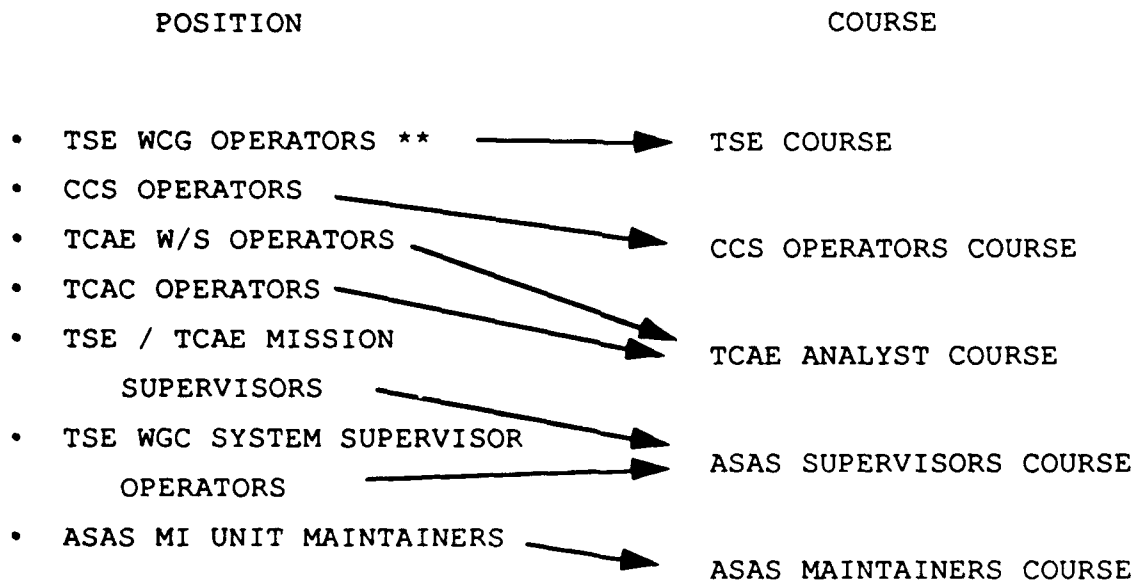 POSITION COURSE
• TSE WCG OPERATORS ** TSE COURSE
• CCS OPERATORS
• TCAE W/S OPERATORS CCS OPERATORS COURSE
• TCAC OPERATORS
• TSE / TCAE MISSION TCAE ANALYST COURSE
SUPERVISORS
• TSE WGC SYSTEM SUPERVISOR ASAS SUPERVISORS COURSE
OPERATORS
• ASAS MI UNIT MAINTAINERS ASAS MAINTAINERS COURSE